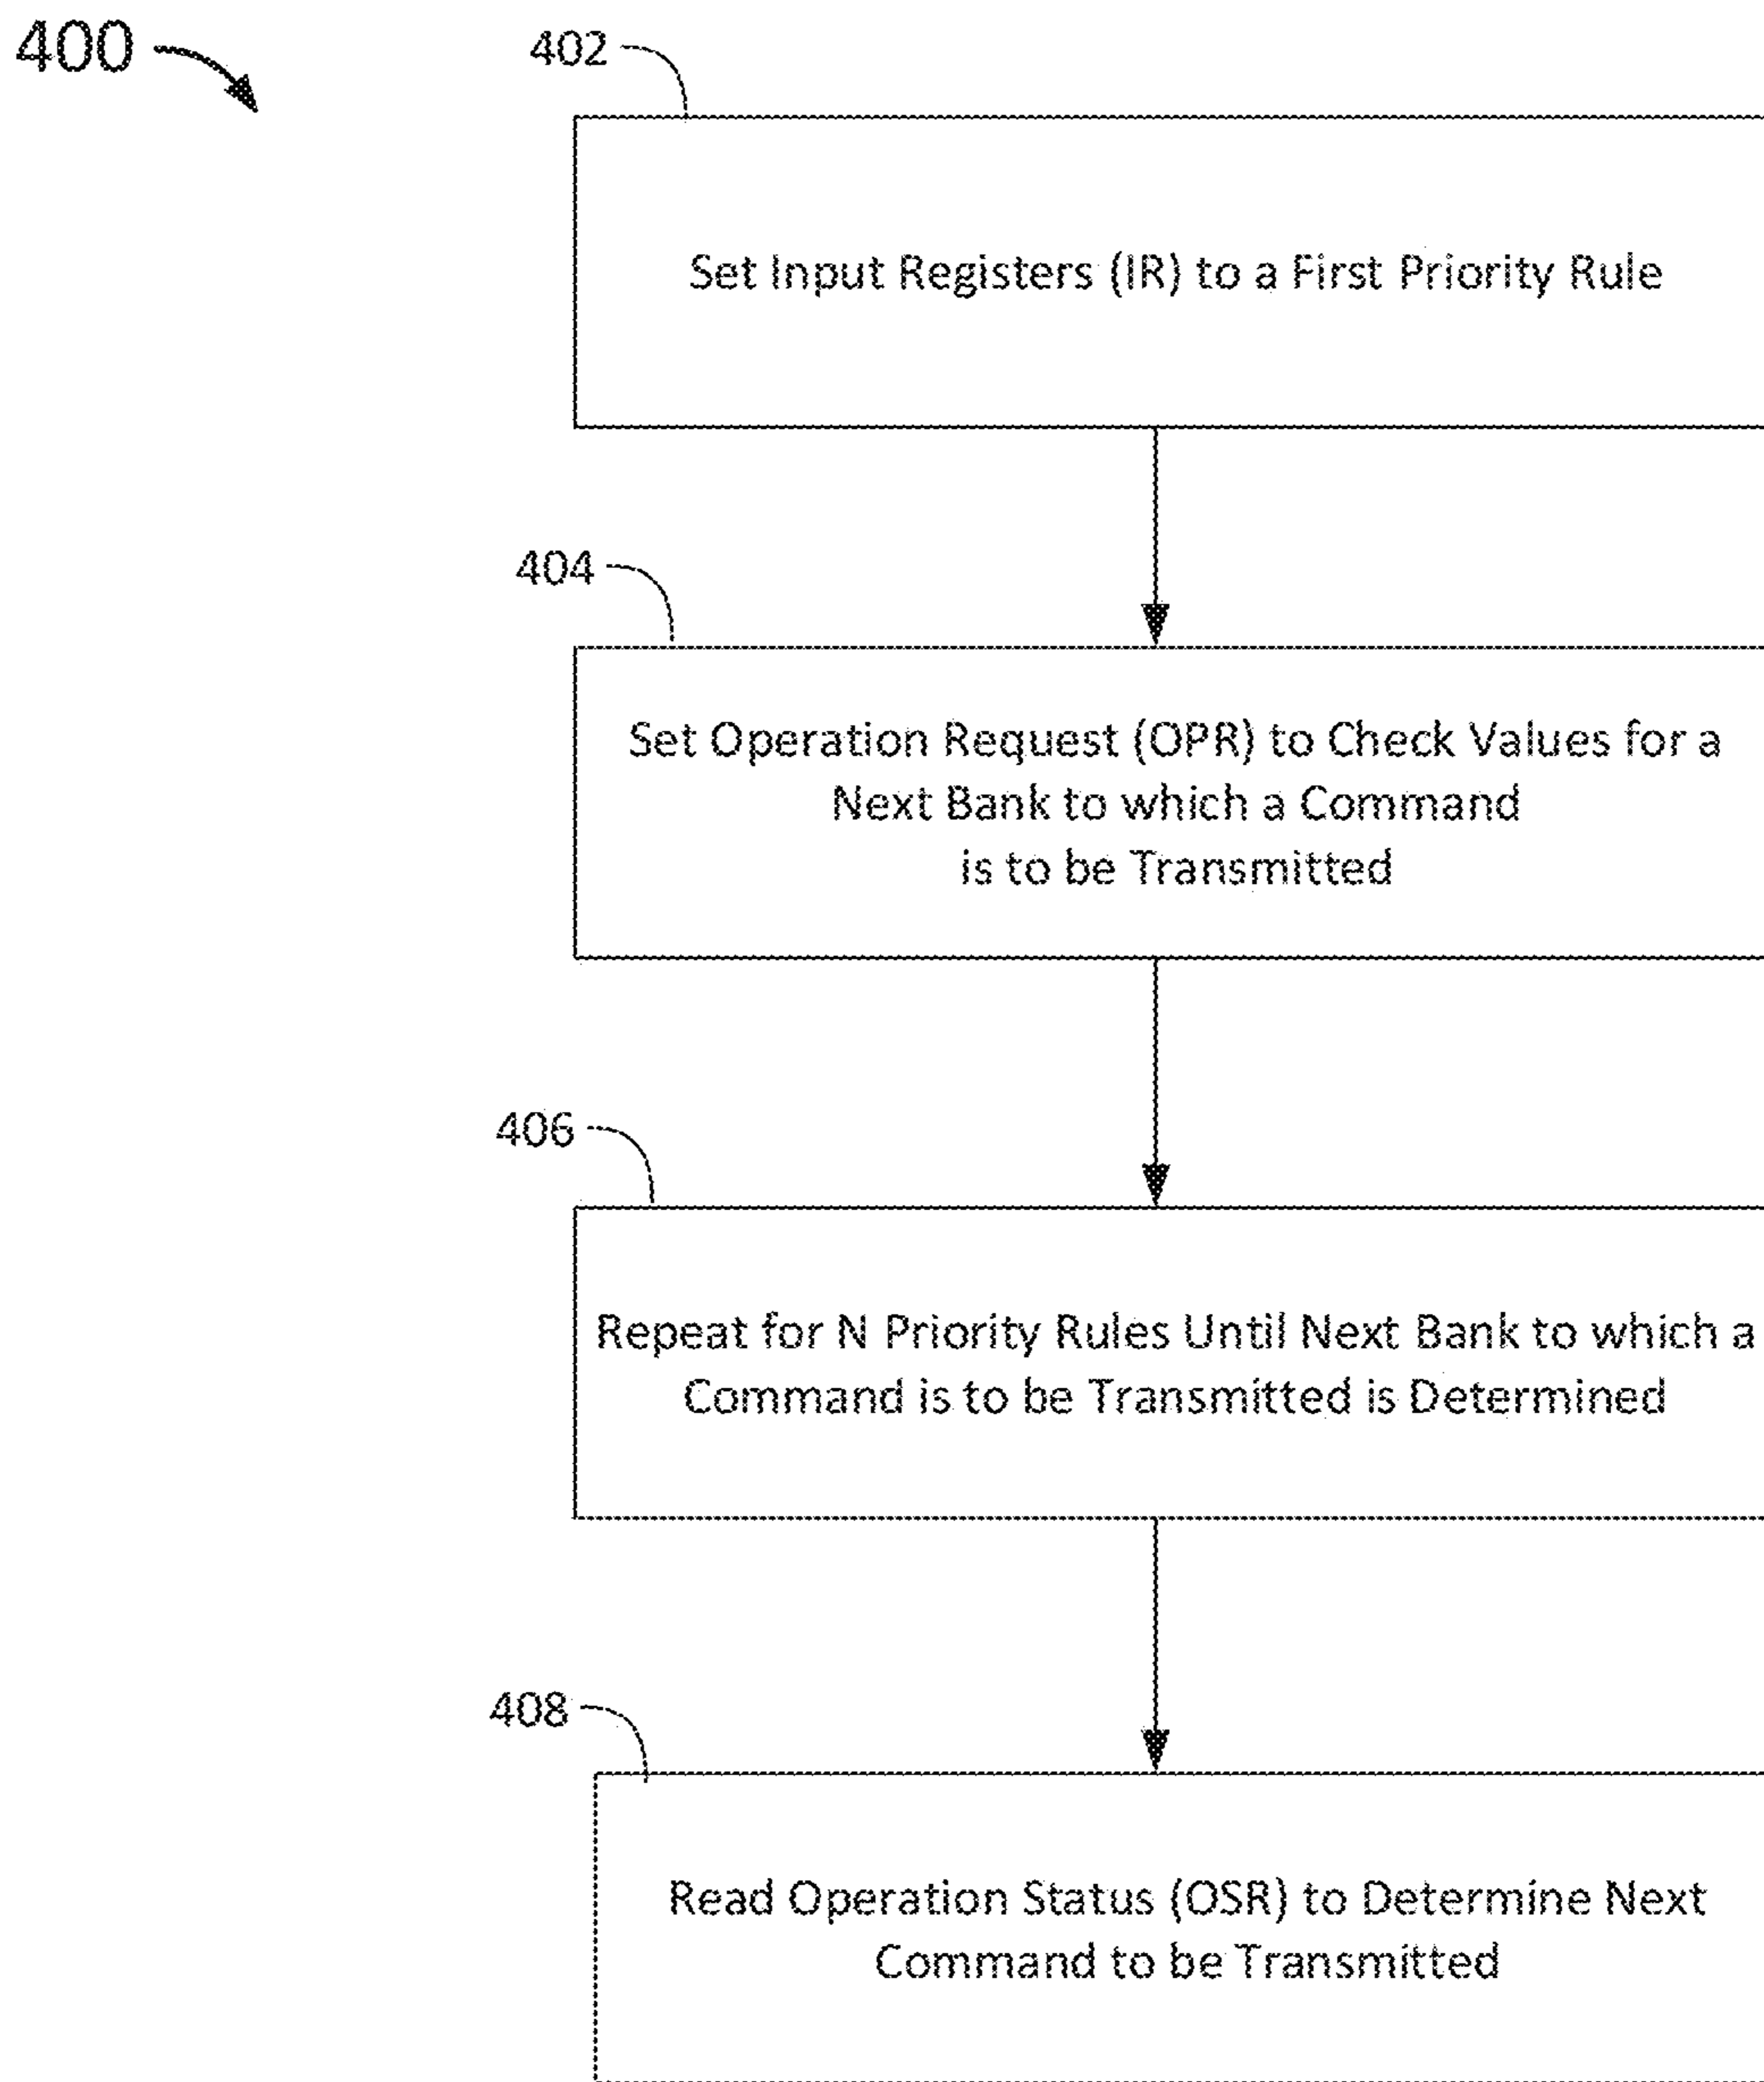 400
402
Set Input Registers (IR) to a First Priority Rule
404
Set Operation Request (OPR) to Check Values for a
Next Bank to which a Command
is to be Transmitted
406
Repeat for N Priority Rules Until Next Bank to which a
Command is to be Transmitted is Determined
408
Read Operation Status (OSR) to Determine Next
Command to be Transmitted